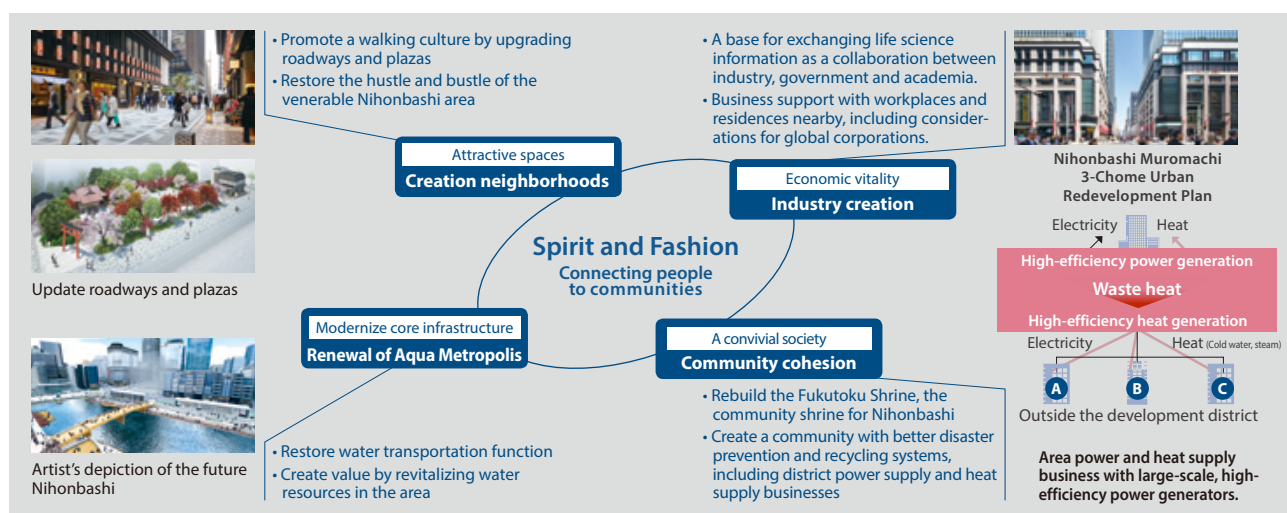 • Promote a walking culture by upgrading
roadways and plazas
• Restore the hustle and bustle of the
venerable Nihonbashi area
• A base for exchanging life science
information as a collaboration between
industry, government and academia.
• Business support with workplaces and
residences nearby, including consider-
ations for global corporations.
Attractive spaces
Creation neighborhoods
Economic vitality
Industry creation
Spirit and Fashion
Connecting people
to communities
Modernize core infrastructure
Renewal of Aqua Metropolis
A convivial society
Community cohesion
• Restore water transportation function
• Create value by revitalizing water
resources in the area
• Rebuild the Fukutoku Shrine, the
community shrine for Nihonbashi
• Create a community with better disaster
prevention and recycling systems,
including district power supply and heat
supply businesses
Update roadways and plazas
Artist's depiction of the future
Nihonbashi
Nihonbashi Muromachi
3-Chome Urban
Redevelopment Plan
Electricity Heat
High-efficiency power generation
Waste heat
High-efficiency heat generation
Electricity Heat (Cold water, steam)
A B C
Outside the development district
Area power and heat supply
business with large-scale, high-
efficiency power generators.